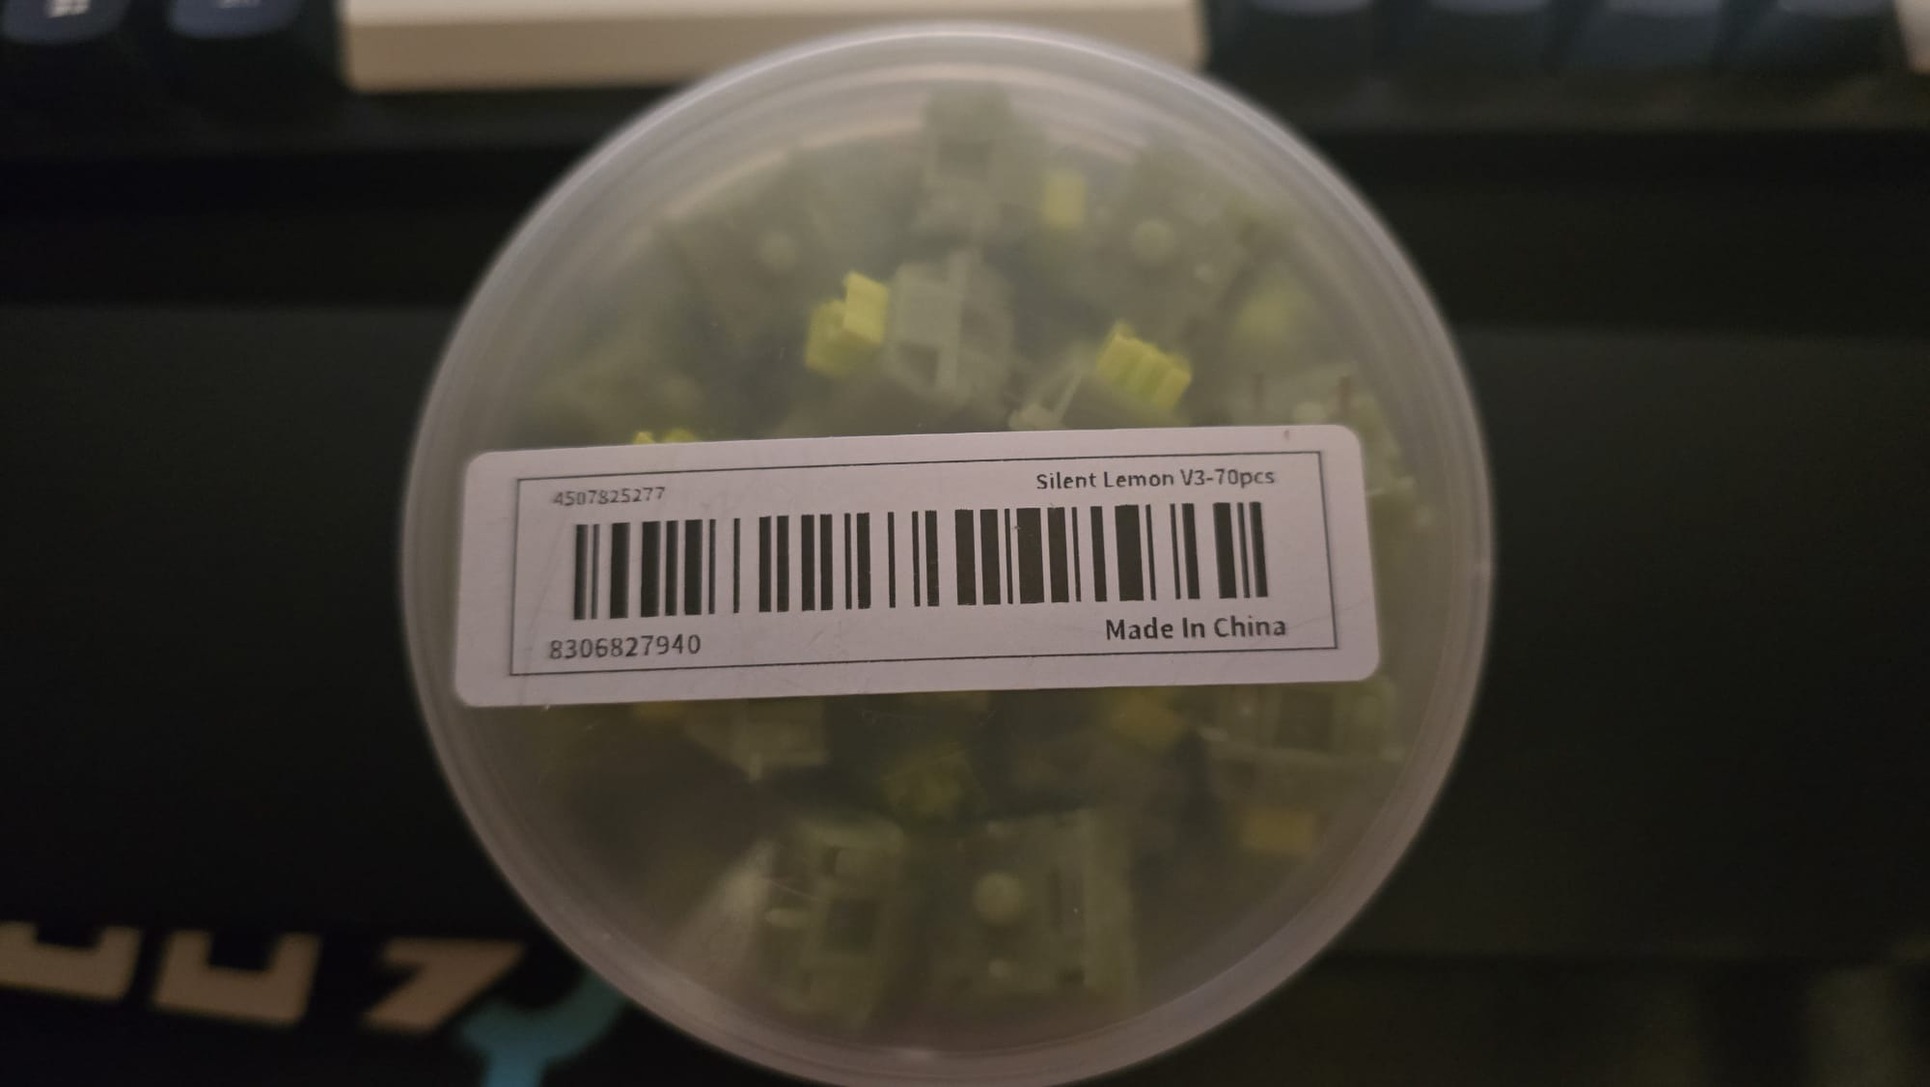 4507825277
Silent Lemon V3-70pcs
8306827940
Made In China